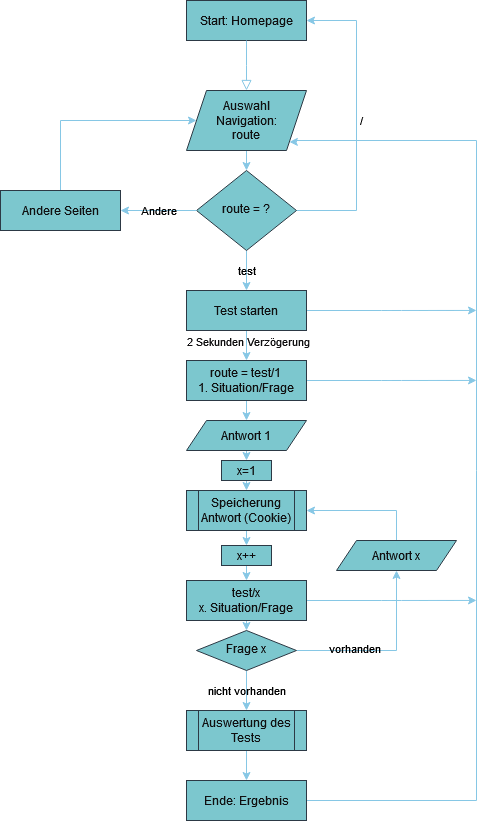 Start: Homepage
Auswahl
Navigation:
route
/
Andere Seiten
Andere
route = ?
test
Test starten
2 Sekunden Verzögerung
route = test/1
1. Situation/Frage
Antwort 1
x=1
Speicherung
Antwort (Cookie)
x++
Antwort x
test/x
x. Situation/Frage
Frage x
vorhanden
nicht vorhanden
Auswertung des
Tests
Ende: Ergebnis